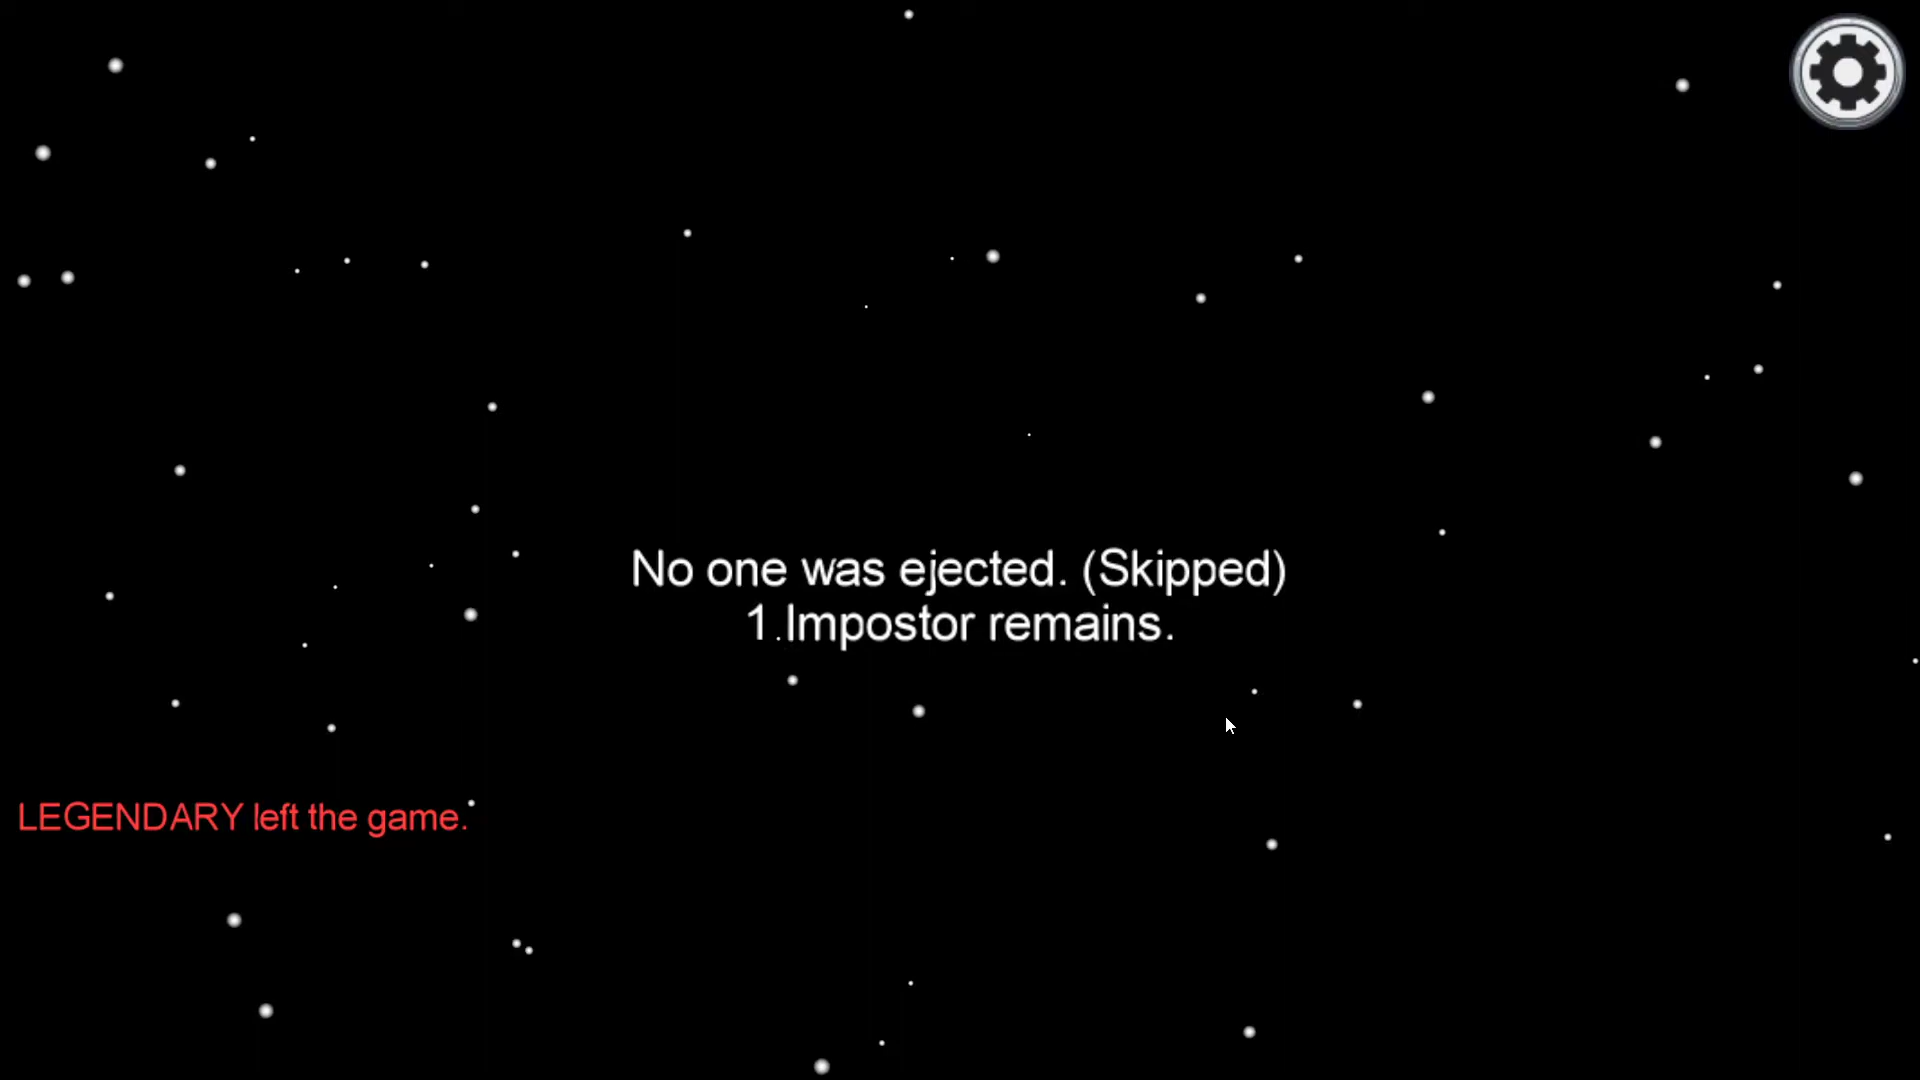 No one was ejected. (Skipped)
1 Impostor remains.
LEGENDARY left the game.